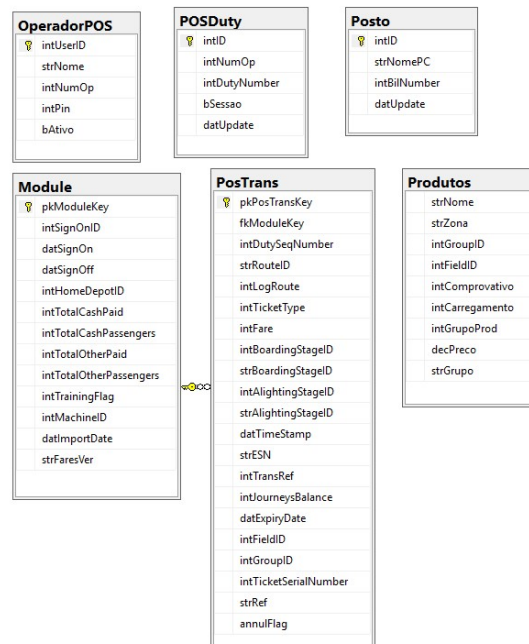 OperadorPOS
intUserID
strNome
intNumOp
intPin
bAtivo
POSDuty
intID
intNumOp
intDutyNumber
bSessao
datUpdate
Posto
intID
strNomePC
intBilNumber
datUpdate
Module
pkModuleKey
intSignOnID
datSignOn
datSignOff
intHomeDepotID
intTotalCashPaid
intTotalCashPassengers
intTotalOtherPaid
intTotalOtherPassengers
intTrainingFlag
intMachineID
datImportDate
strFaresVer
PosTrans
pkPosTransKey
fkModuleKey
intDutySeqNumber
strRouteID
intLogRoute
intTicketType
intFare
intBoardingStageID
strBoardingStageID
intAlightingStageID
strAlightingStageID
datTimeStamp
strESN
intTransRef
intJourneysBalance
datExpiryDate
intFieldID
intGroupID
intTicketSerialNumber
strRef
annulFlag
Produtos
strNome
strZona
intGroupID
intFieldID
intComprovativo
intCarregamento
intGrupoProd
decPreco
strGrupo